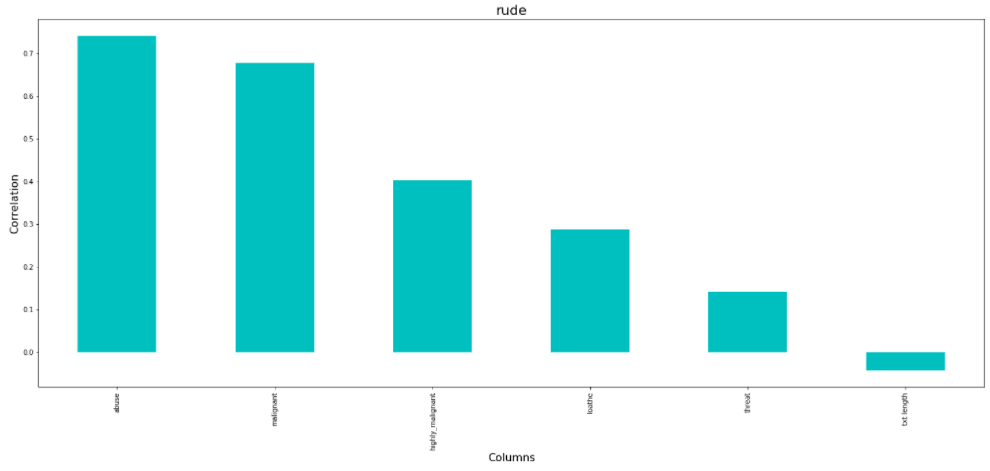 rude
Correlation
0.7
0.6
0.5
0.4
0.3
0.2
0.1
0.0
abuse
malignant
highly_malignant
loathe
threat
txt length
Columns